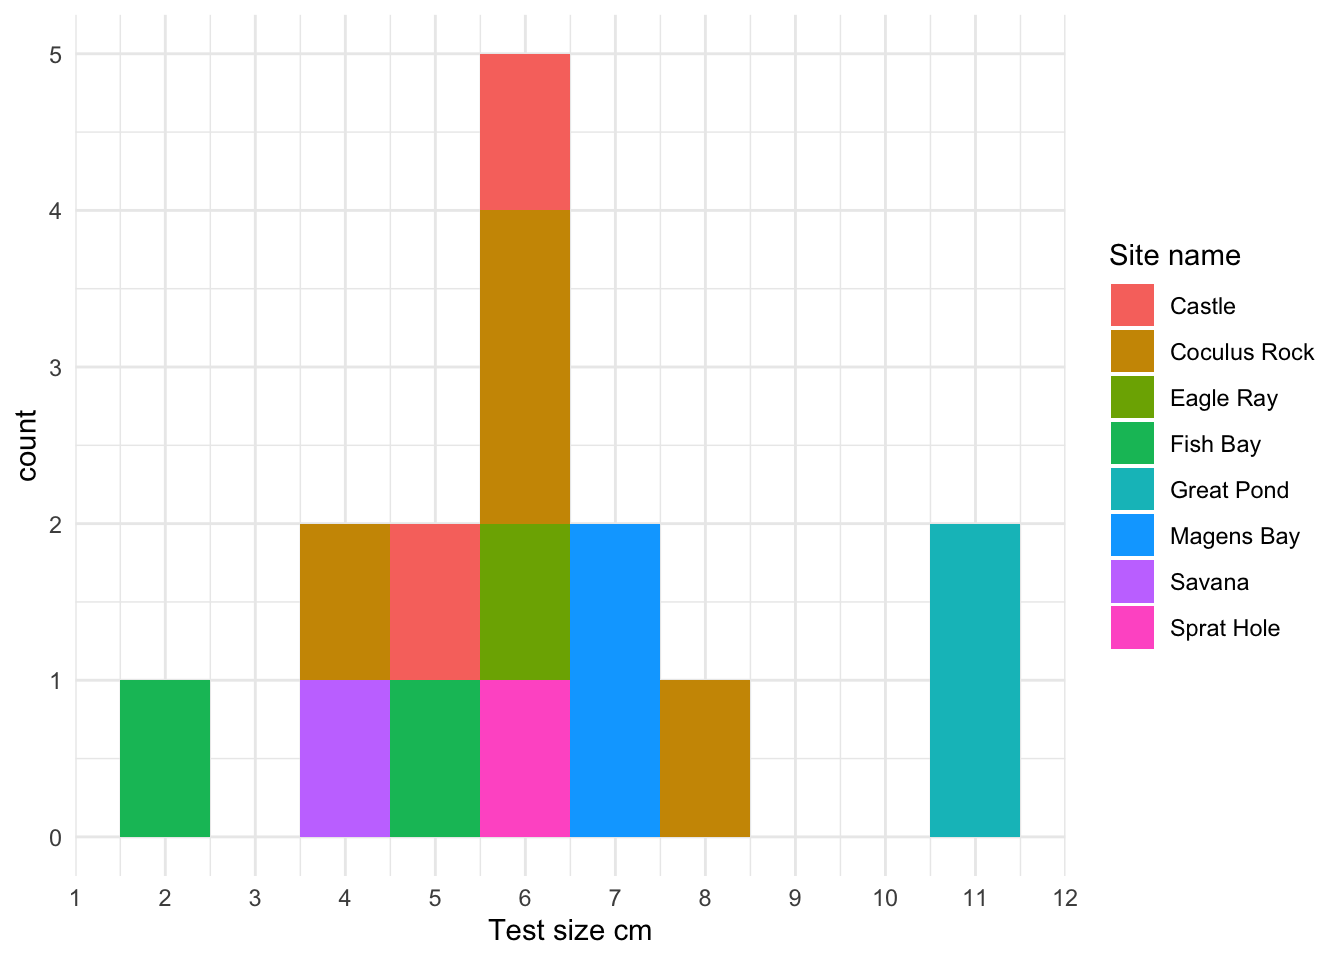 5
4
3
2
1
0
count
1 2 3 4 5 6 7 8 9 10 11 12
Test size cm
Site name
Castle
Coculus Rock
Eagle Ray
Fish Bay
Great Pond
Magens Bay
Savana
Sprat Hole